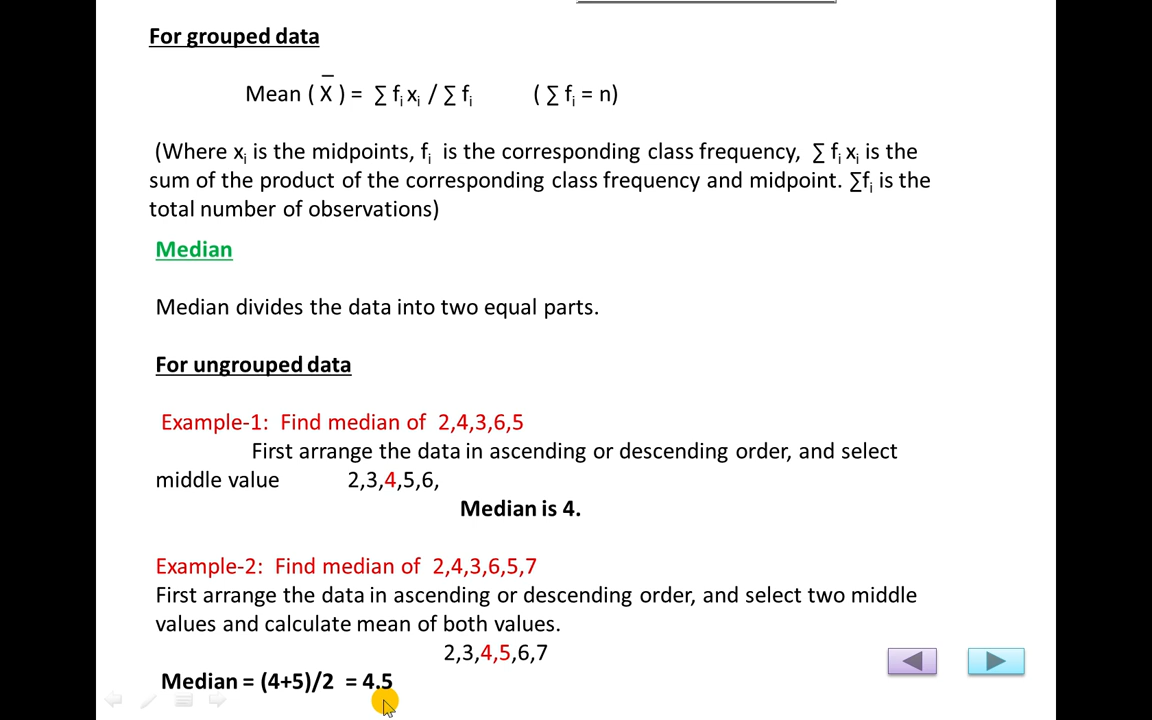 For grouped data
Mean ( X̄ ) = ∑ fᵢ xᵢ / ∑ fᵢ ( ∑ fᵢ = n)
(Where xᵢ is the midpoints, fᵢ is the corresponding class frequency, ∑ fᵢ xᵢ is the
sum of the product of the corresponding class frequency and midpoint. ∑fᵢ is the
total number of observations)
Median
Median divides the data into two equal parts.
For ungrouped data
Example-1: Find median of 2,4,3,6,5
First arrange the data in ascending or descending order, and select
middle value 2,3,4,5,6,
Median is 4.
Example-2: Find median of 2,4,3,6,5,7
First arrange the data in ascending or descending order, and select two middle
values and calculate mean of both values.
2,3,4,5,6,7
Median = (4+5)/2 = 4.5